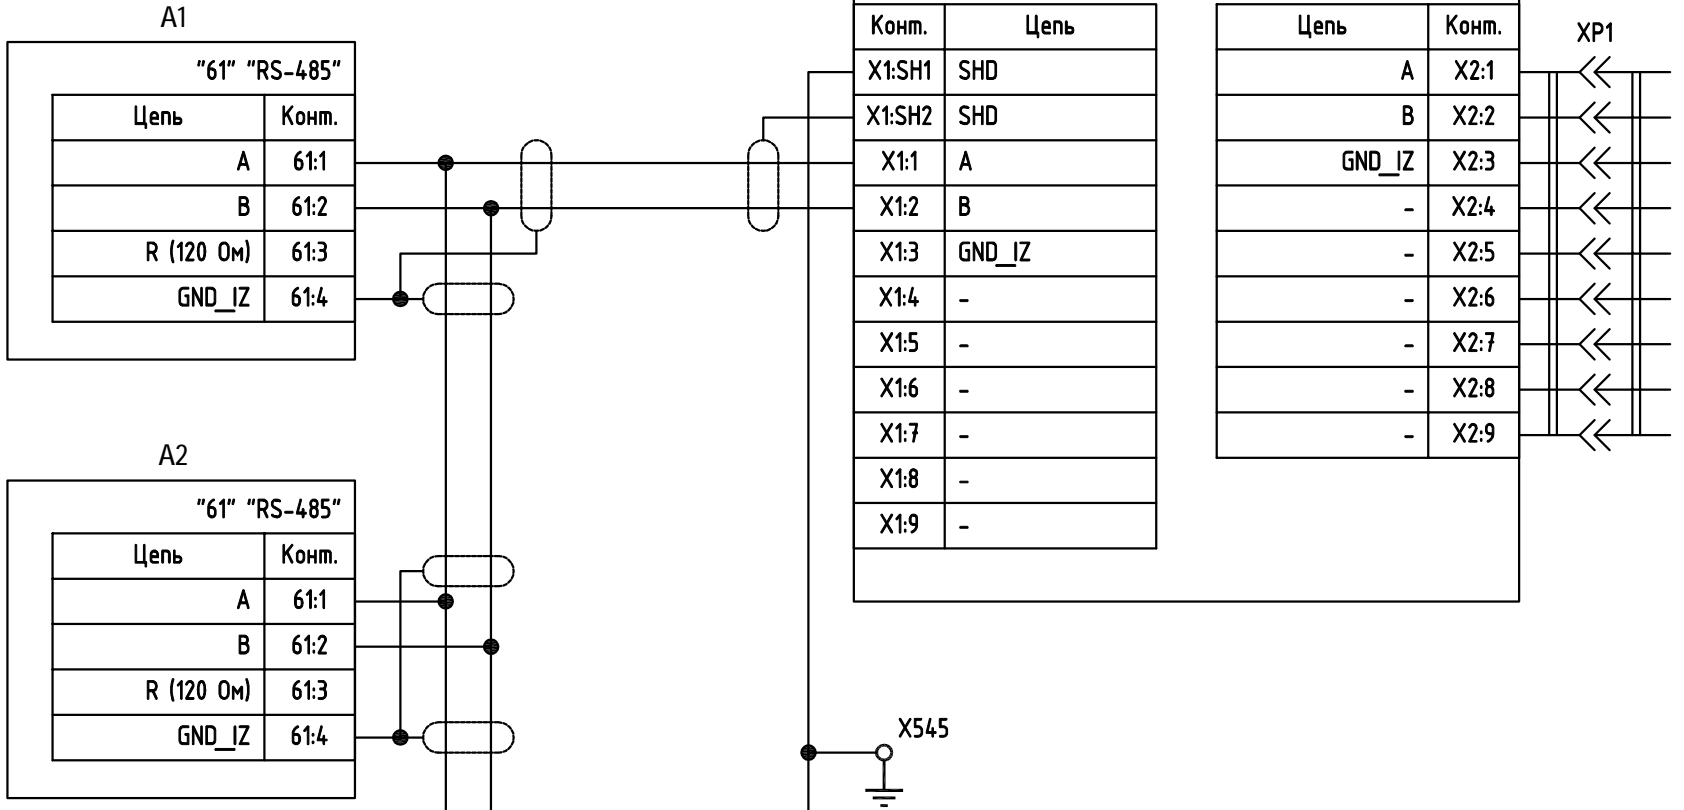 A1
"61" "RS-485"
Цепь Конт.
A 61:1
B 61:2
R (120 Ом) 61:3
GND_IZ 61:4
A2
"61" "RS-485"
Цепь Конт.
A 61:1
B 61:2
R (120 Ом) 61:3
GND_IZ 61:4
Конт. Цепь
X1:SH1 SHD
X1:SH2 SHD
X1:1 A
X1:2 B
X1:3 GND_IZ
X1:4 -
X1:5 -
X1:6 -
X1:7 -
X1:8 -
X1:9 -
Цепь Конт.
A X2:1
B X2:2
GND_IZ X2:3
- X2:4
- X2:5
- X2:6
- X2:7
- X2:8
- X2:9
XP1
X545